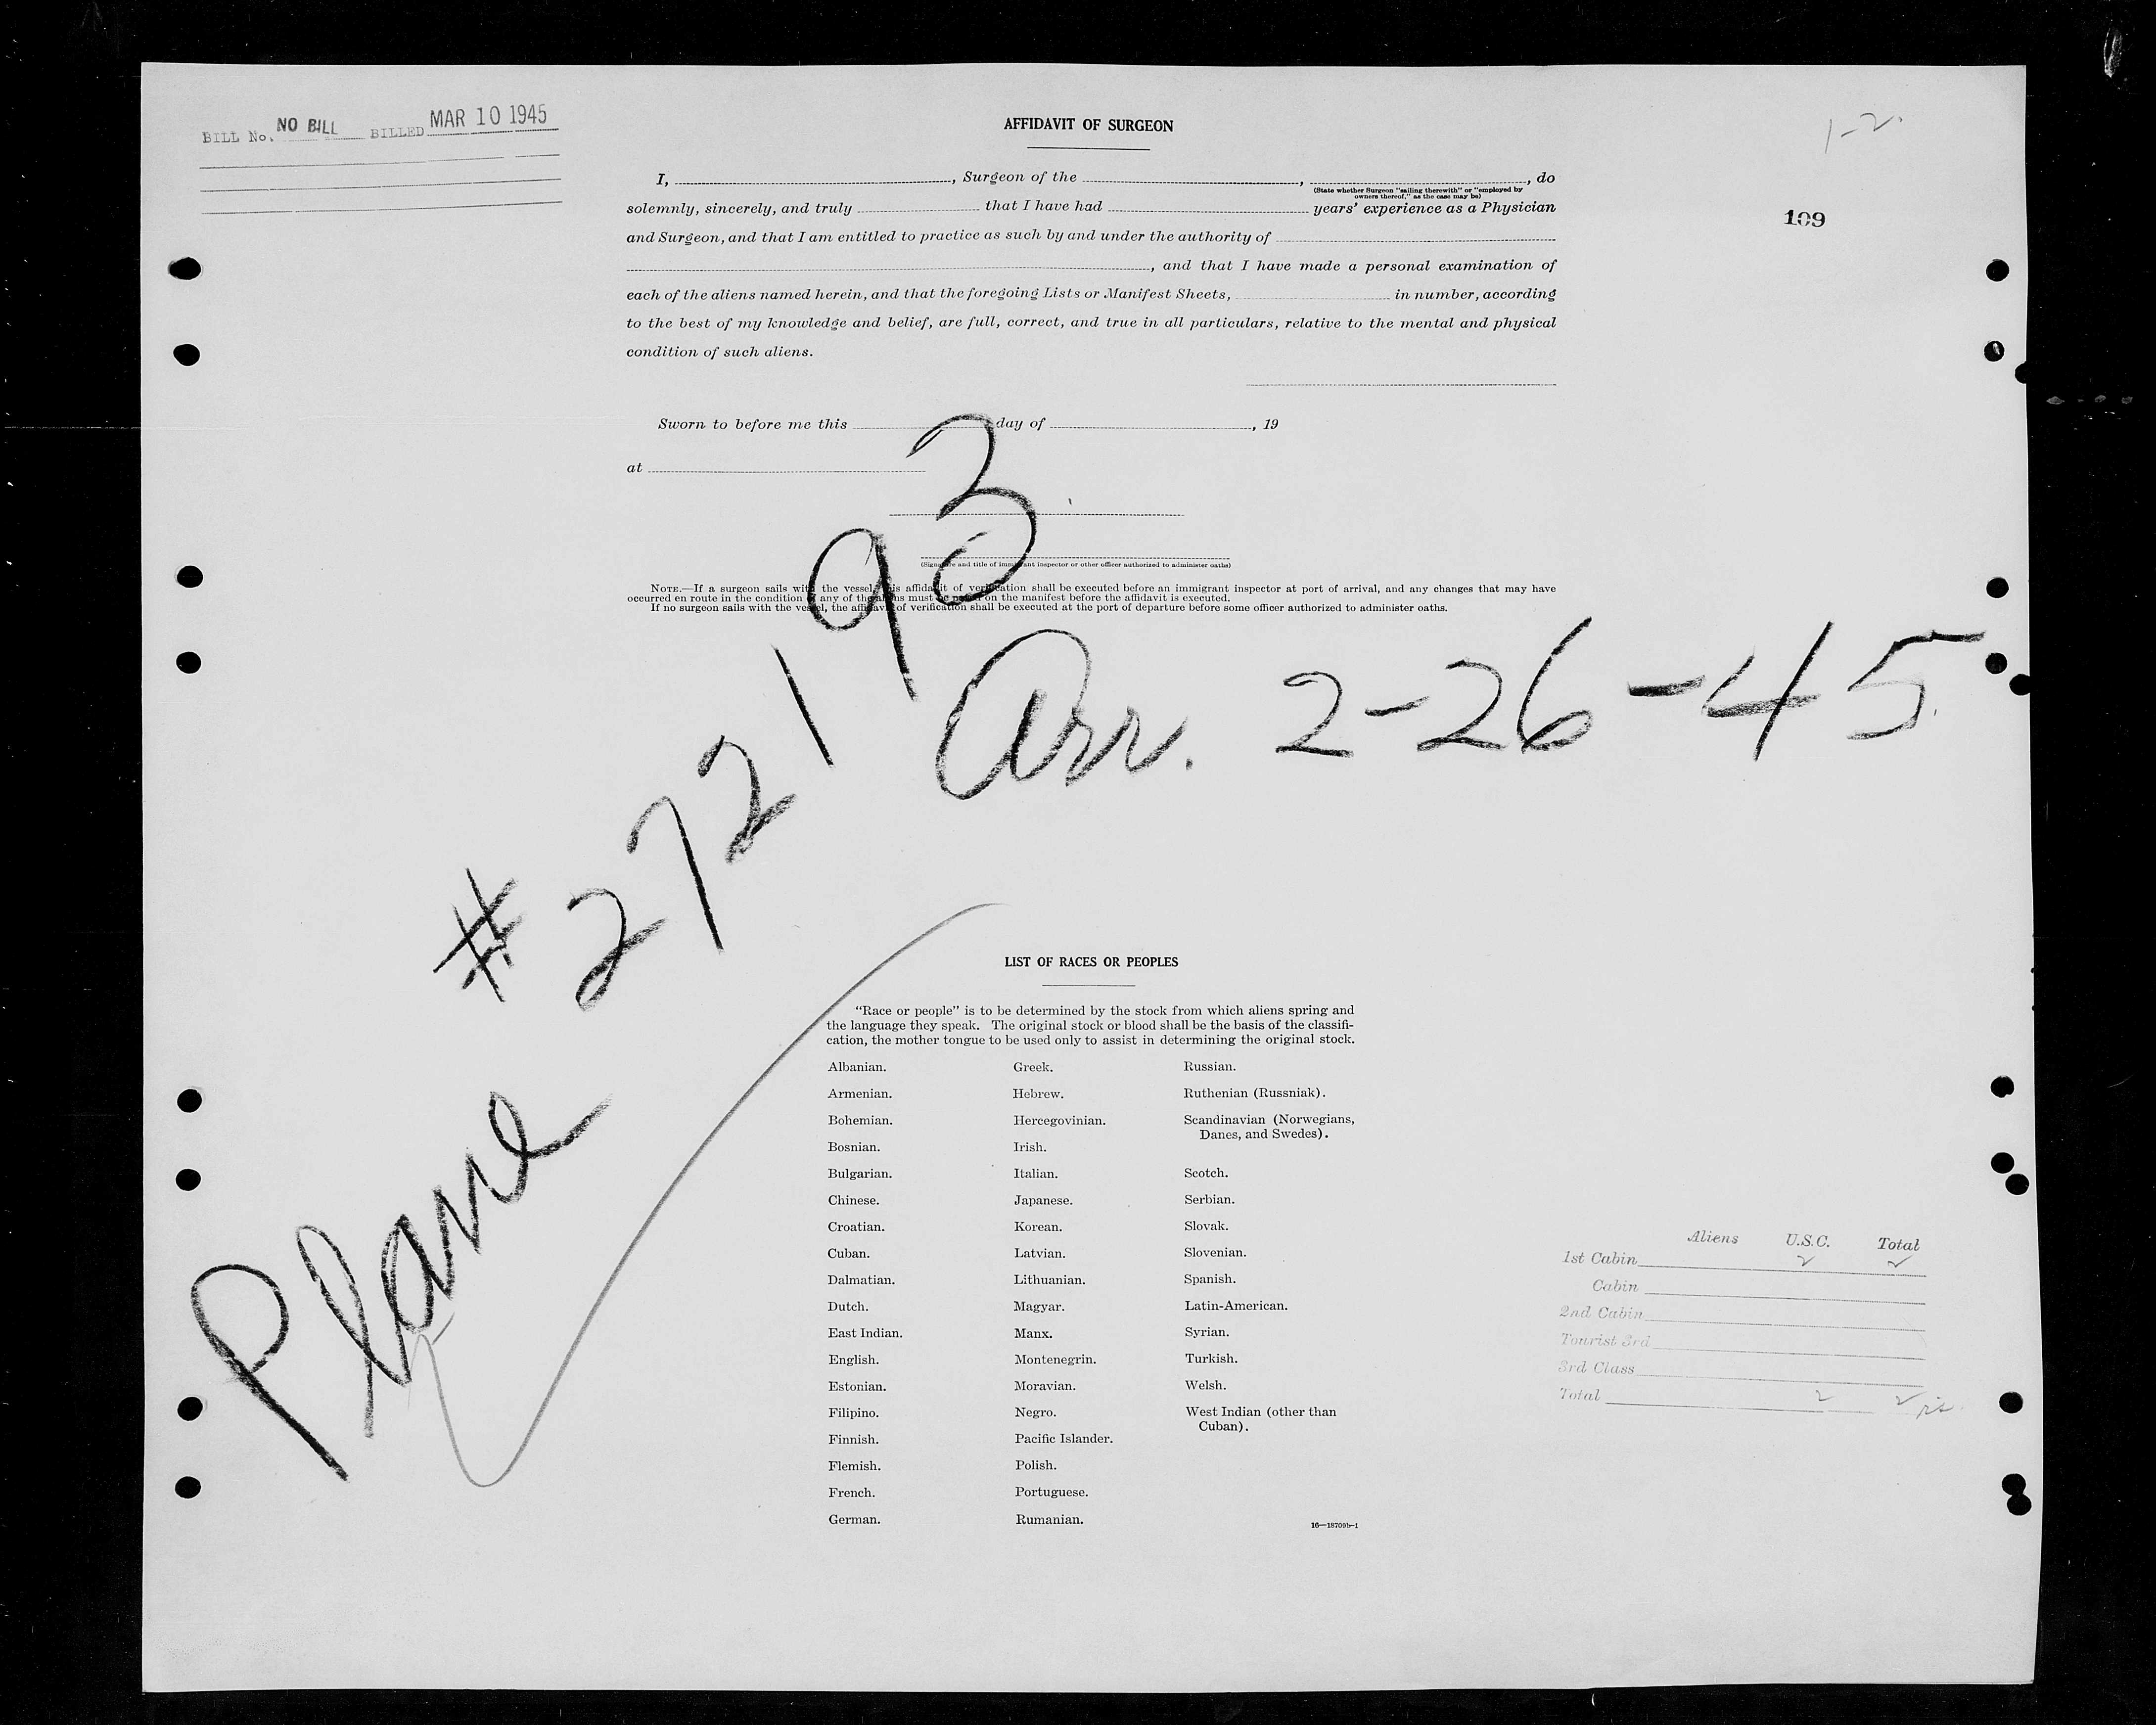 BILL No. NO BILL BILLED MAR 10 1945
1-2.
109
AFFIDAVIT OF SURGEON
I, , Surgeon of the , , do
(State whether Surgeon "sailing therewith" or "employed by
owners thereof," as the case may be)
solemnly, sincerely, and truly that I have had years' experience as a Physician
and Surgeon, and that I am entitled to practice as such by and under the authority of
, and that I have made a personal examination of
each of the aliens named herein, and that the foregoing Lists or Manifest Sheets, in number, according
to the best of my knowledge and belief, are full, correct, and true in all particulars, relative to the mental and physical
condition of such aliens.
Sworn to before me this day of , 19
at
(Signature and title of immigrant inspector or other officer authorized to administer oaths)
NOTE.—If a surgeon sails with the vessel, this affidavit of verification shall be executed before an immigrant inspector at port of arrival, and any changes that may have
occurred en route in the condition of any of the aliens must be noted on the manifest before the affidavit is executed.
If no surgeon sails with the vessel, the affidavit of verification shall be executed at the port of departure before some officer authorized to administer oaths.
Plane # 272193
Arr. 2-26-45
LIST OF RACES OR PEOPLES
"Race or people" is to be determined by the stock from which aliens spring and
the language they speak. The original stock or blood shall be the basis of the classifi-
cation, the mother tongue to be used only to assist in determining the original stock.
Albanian.
Armenian.
Bohemian.
Bosnian.
Bulgarian.
Chinese.
Croatian.
Cuban.
Dalmatian.
Dutch.
East Indian.
English.
Estonian.
Filipino.
Finnish.
Flemish.
French.
German.
Greek.
Hebrew.
Hercegovinian.
Irish.
Italian.
Japanese.
Korean.
Latvian.
Lithuanian.
Magyar.
Manx.
Montenegrin.
Moravian.
Negro.
Pacific Islander.
Polish.
Portuguese.
Rumanian.
Russian.
Ruthenian (Russniak).
Scandinavian (Norwegians,
Danes, and Swedes).
Scotch.
Serbian.
Slovak.
Slovenian.
Spanish.
Latin-American.
Syrian.
Turkish.
Welsh.
West Indian (other than
Cuban).
16—18709b-1
Aliens U.S.C. Total
1st Cabin 2 2
Cabin
2nd Cabin
Tourist 3rd
3rd Class
Total 2 2